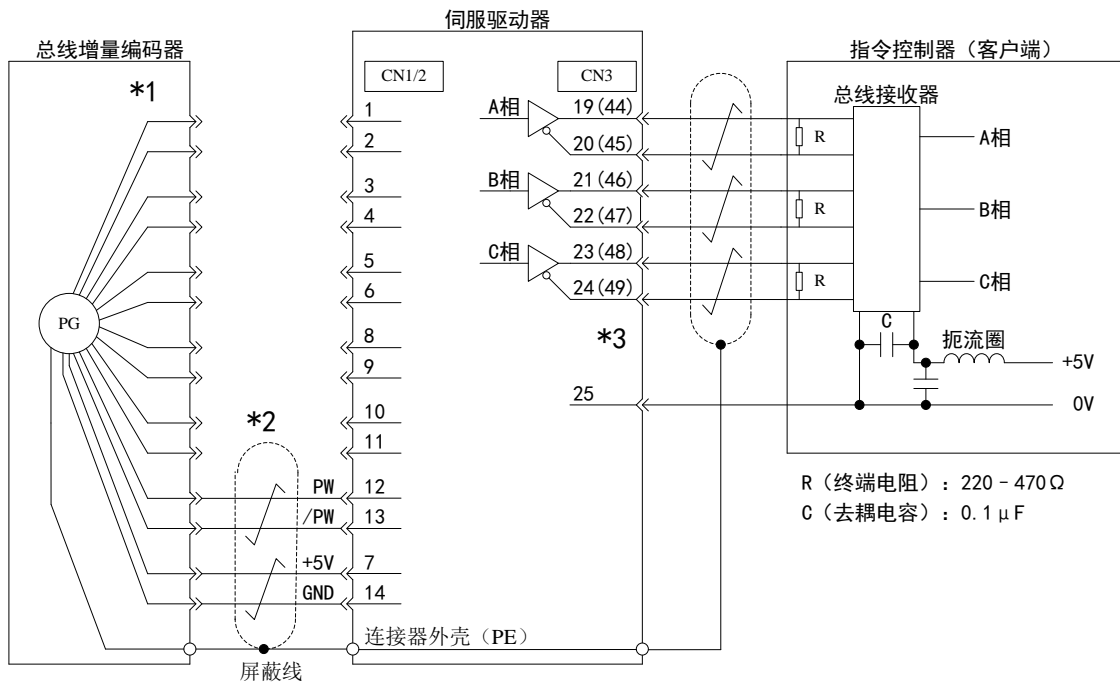 伺服驱动器
总线增量编码器
指令控制器（客户端）
*1
CN1/2
CN3
总线接收器
1
2
3
4
5
6
8
9
10
11
PW 12
/PW 13
+5V 7
GND 14
*2
PG
A相
19(44)
20(45)
B相
21(46)
22(47)
C相
23(48)
24(49)
*3
25
R
R
R
A相
B相
C相
C
扼流圈
+5V
0V
R（终端电阻）：220－470Ω
C（去耦电容）：0.1μF
连接器外壳（PE）
屏蔽线